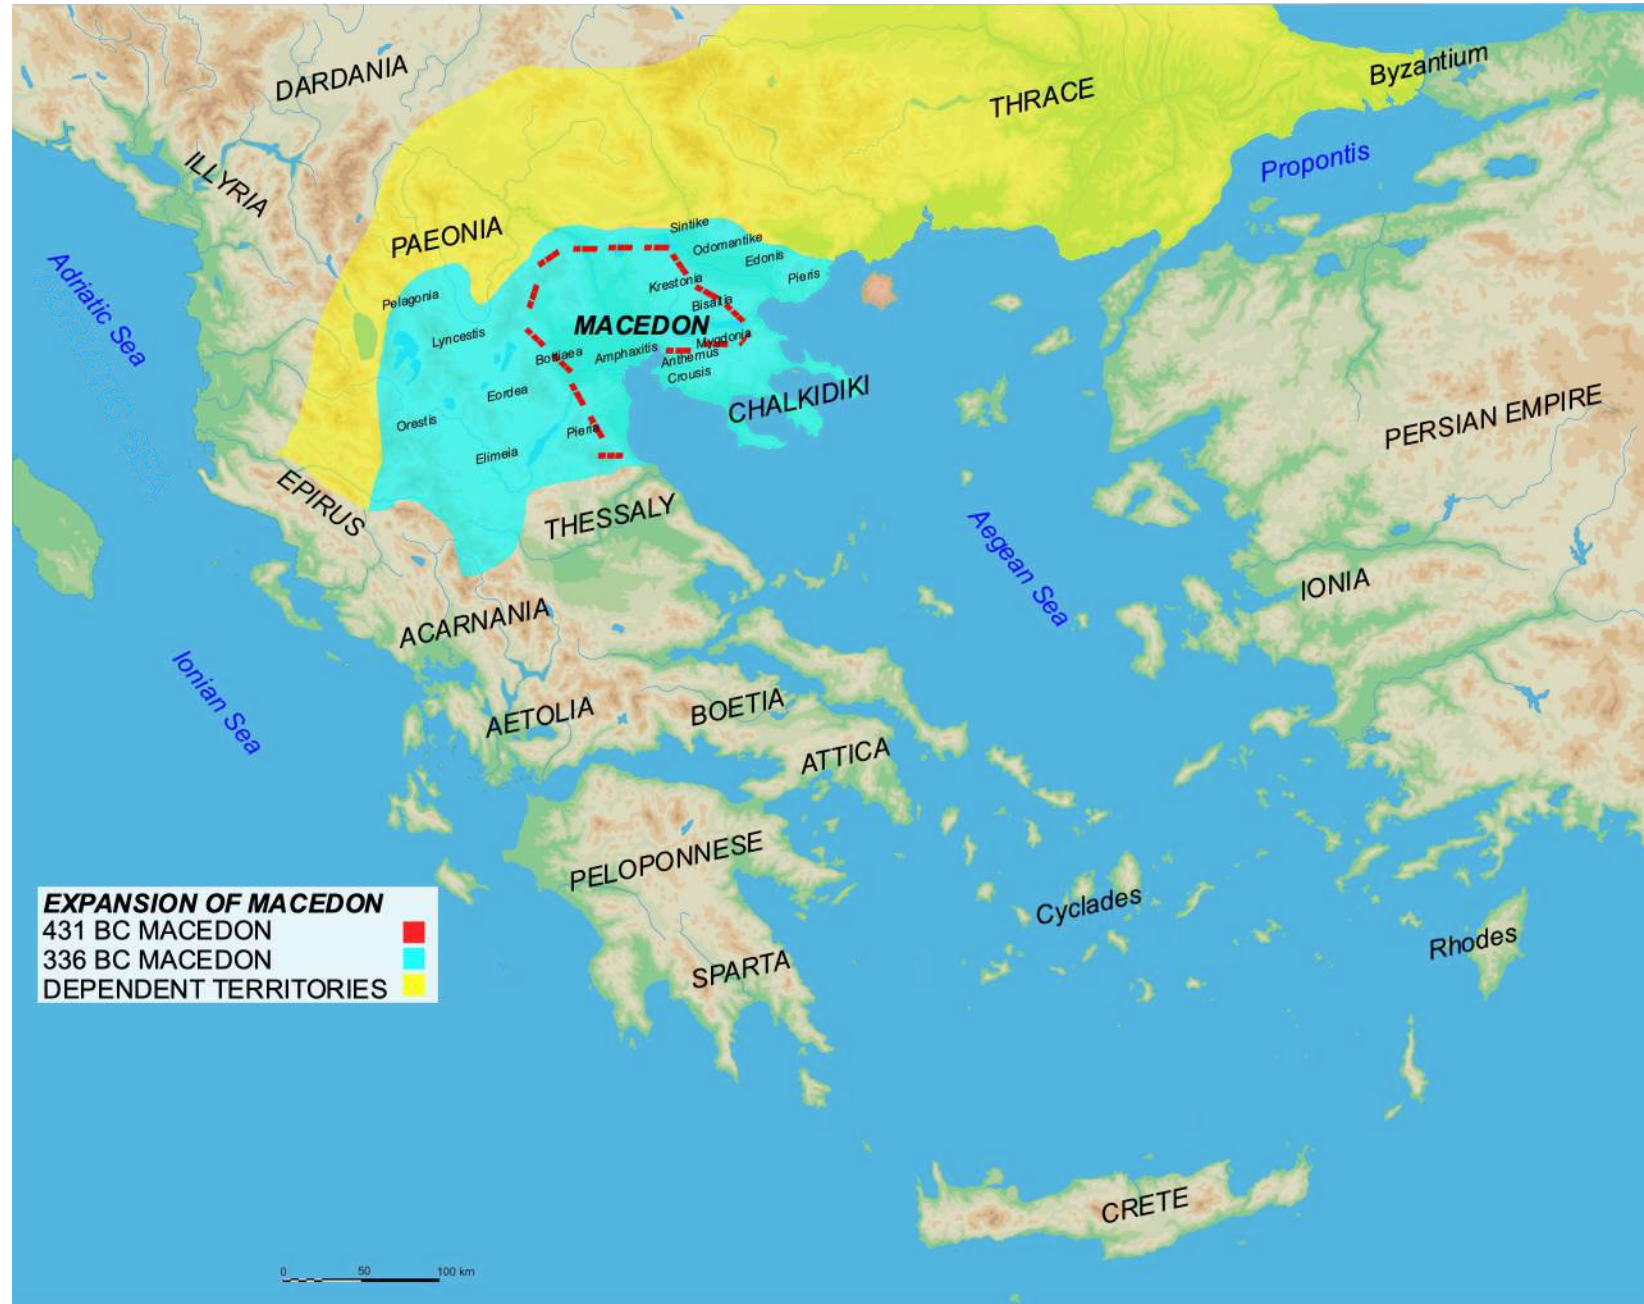 DARDANIA
Byzantium
THRACE
Propontis
ILLYRIA
PAEONIA
Sintike
Odomantike
Edonis
Pieris
Adriatic Sea
Pelagonia
Krestonia
Bisaltia
MACEDON
Lyncestis
Mygdonia
Bottiaea
Amphaxitis
Anthemus
Crousis
Eordea
CHALKIDIKI
PERSIAN EMPIRE
Orestis
Pieria
Elimeia
EPIRUS
THESSALY
Aegean Sea
IONIA
ACARNANIA
Ionian Sea
AETOLIA
BOETIA
ATTICA
PELOPONNESE
EXPANSION OF MACEDON
431 BC MACEDON
336 BC MACEDON
DEPENDENT TERRITORIES
Cyclades
Rhodes
SPARTA
CRETE
0 50 100 km